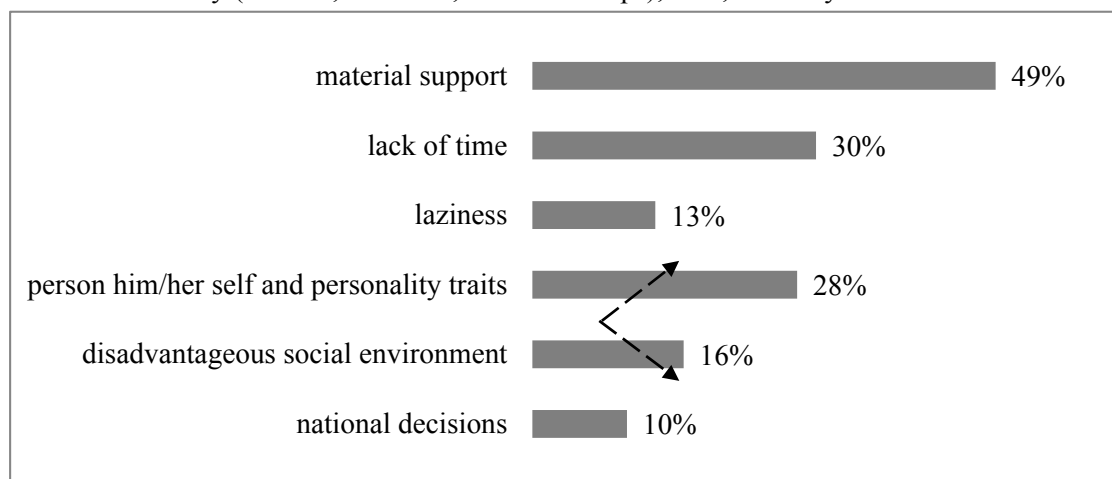 material support 49%
lack of time 30%
laziness 13%
person him/her self and personality traits 28%
disadvantageous social environment 16%
national decisions 10%